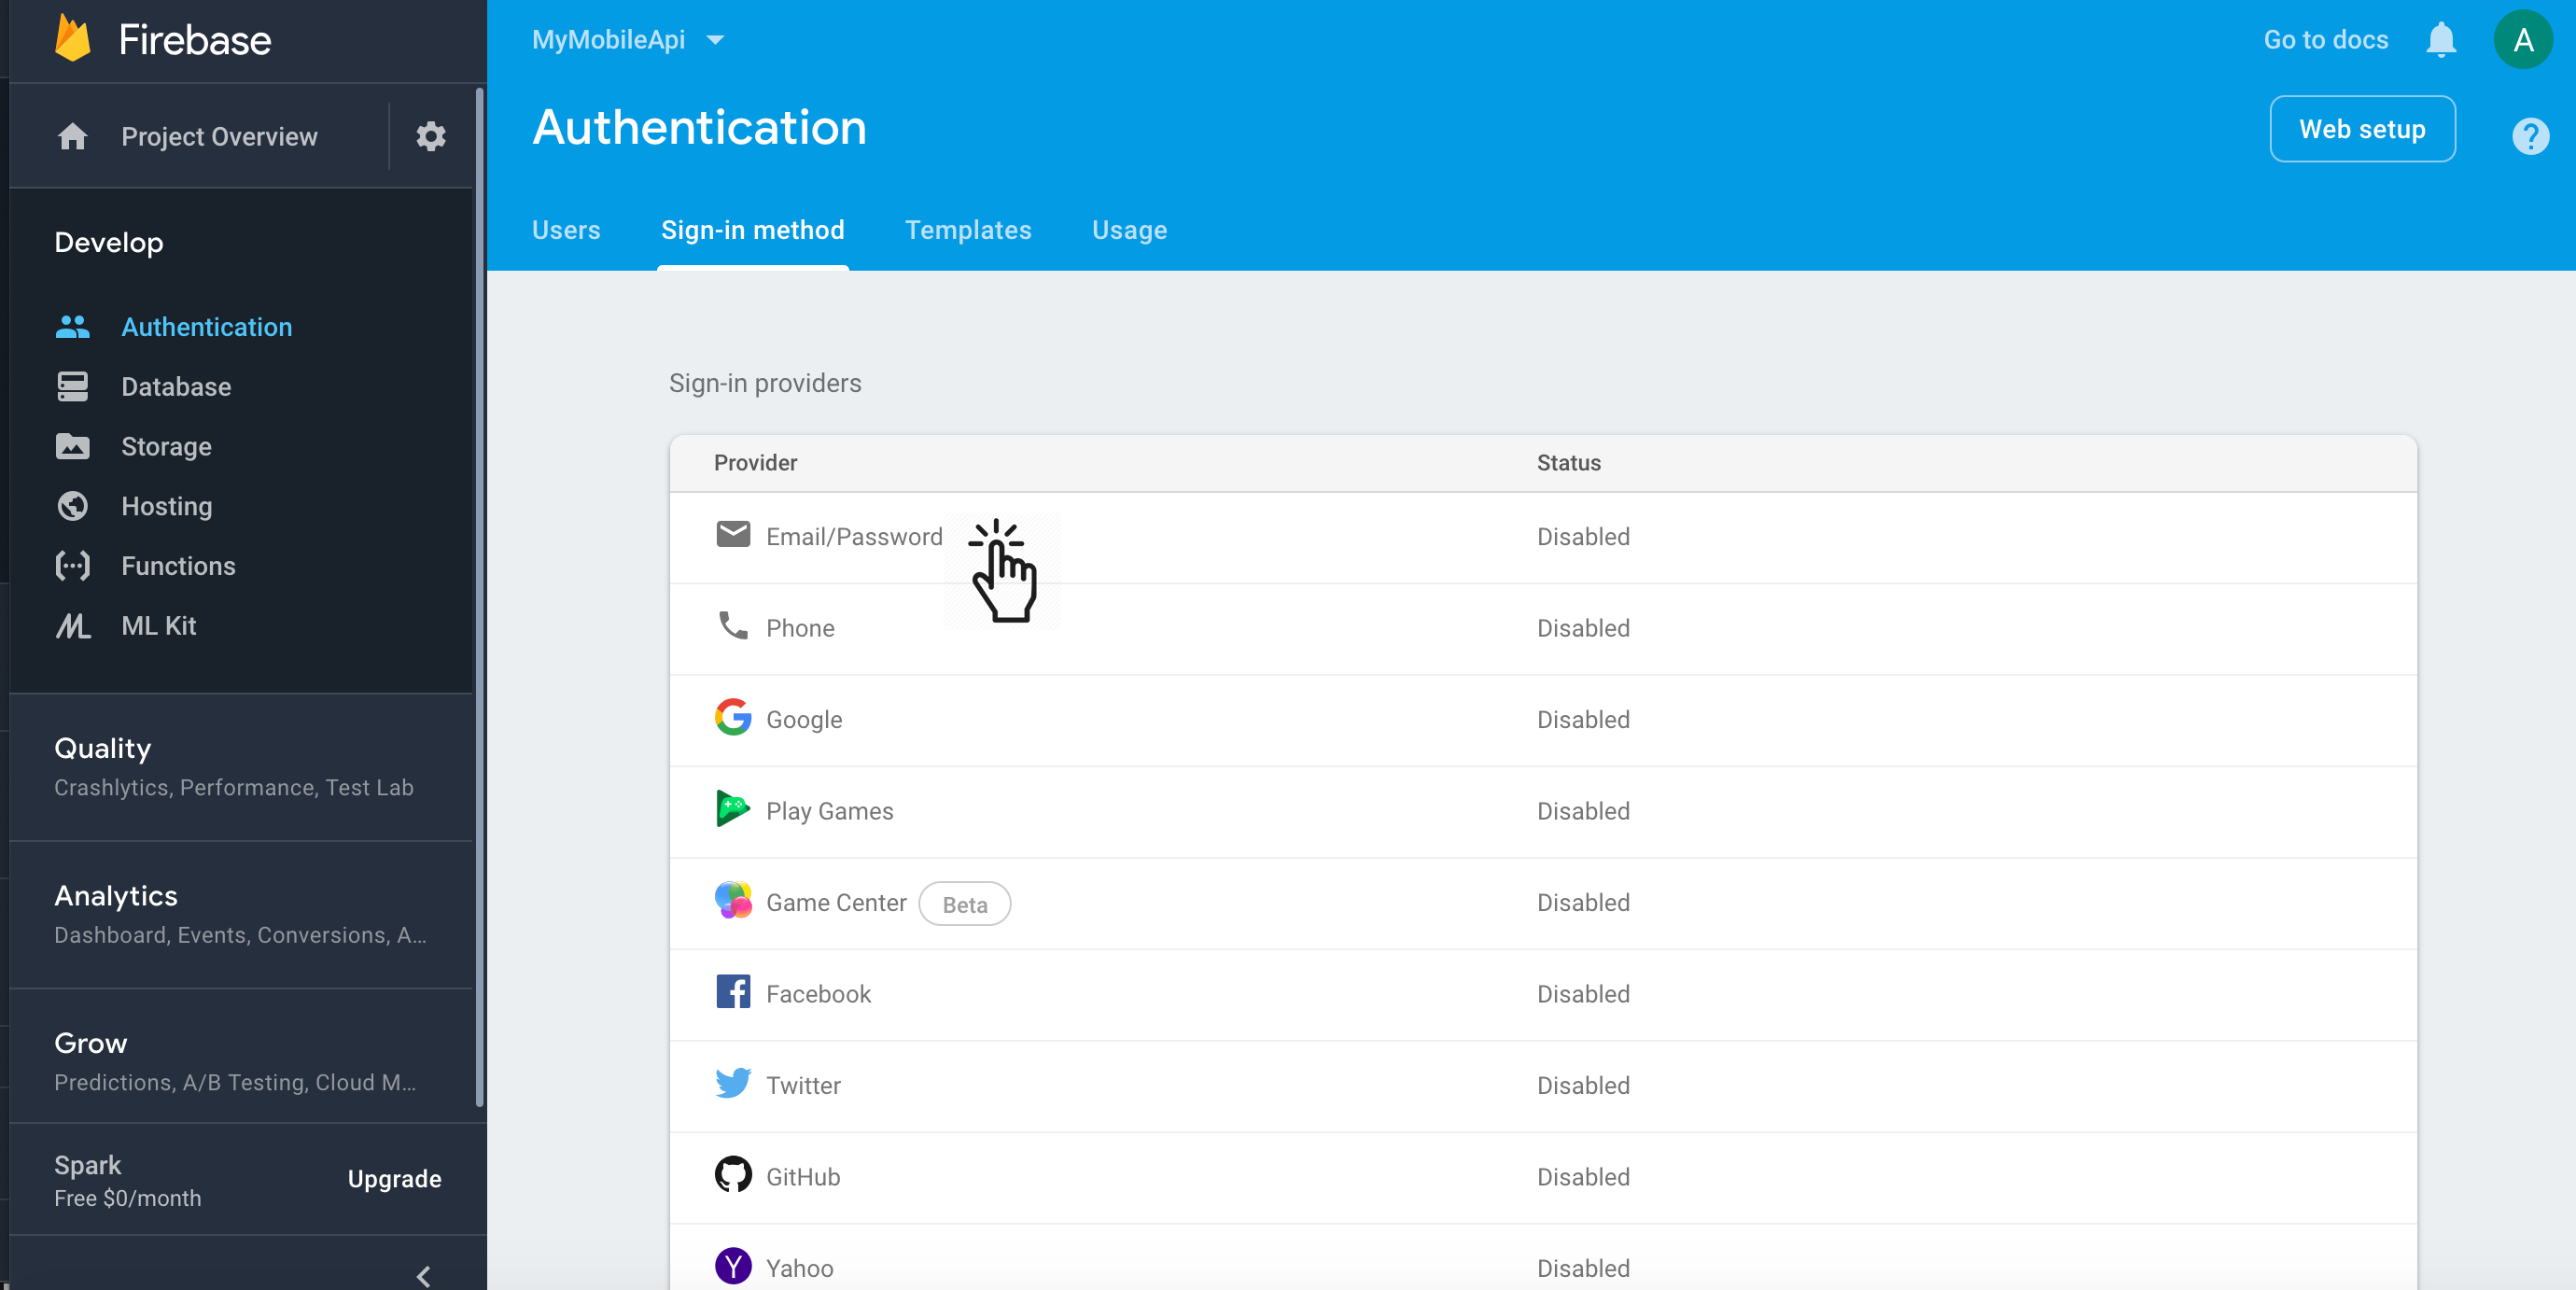 Firebase
Project Overview
Develop
Authentication
Database
Storage
Hosting
Functions
ML Kit
Quality
Crashlytics, Performance, Test Lab
Analytics
Dashboard, Events, Conversions, A...
Grow
Predictions, A/B Testing, Cloud M...
Spark
Free $0/month
Upgrade
MyMobileApi
Go to docs
A
Authentication
Web setup
?
Users Sign-in method Templates Usage
Sign-in providers
Provider Status
Email/Password Disabled
Phone Disabled
Google Disabled
Play Games Disabled
Game Center Beta Disabled
Facebook Disabled
Twitter Disabled
GitHub Disabled
Yahoo Disabled